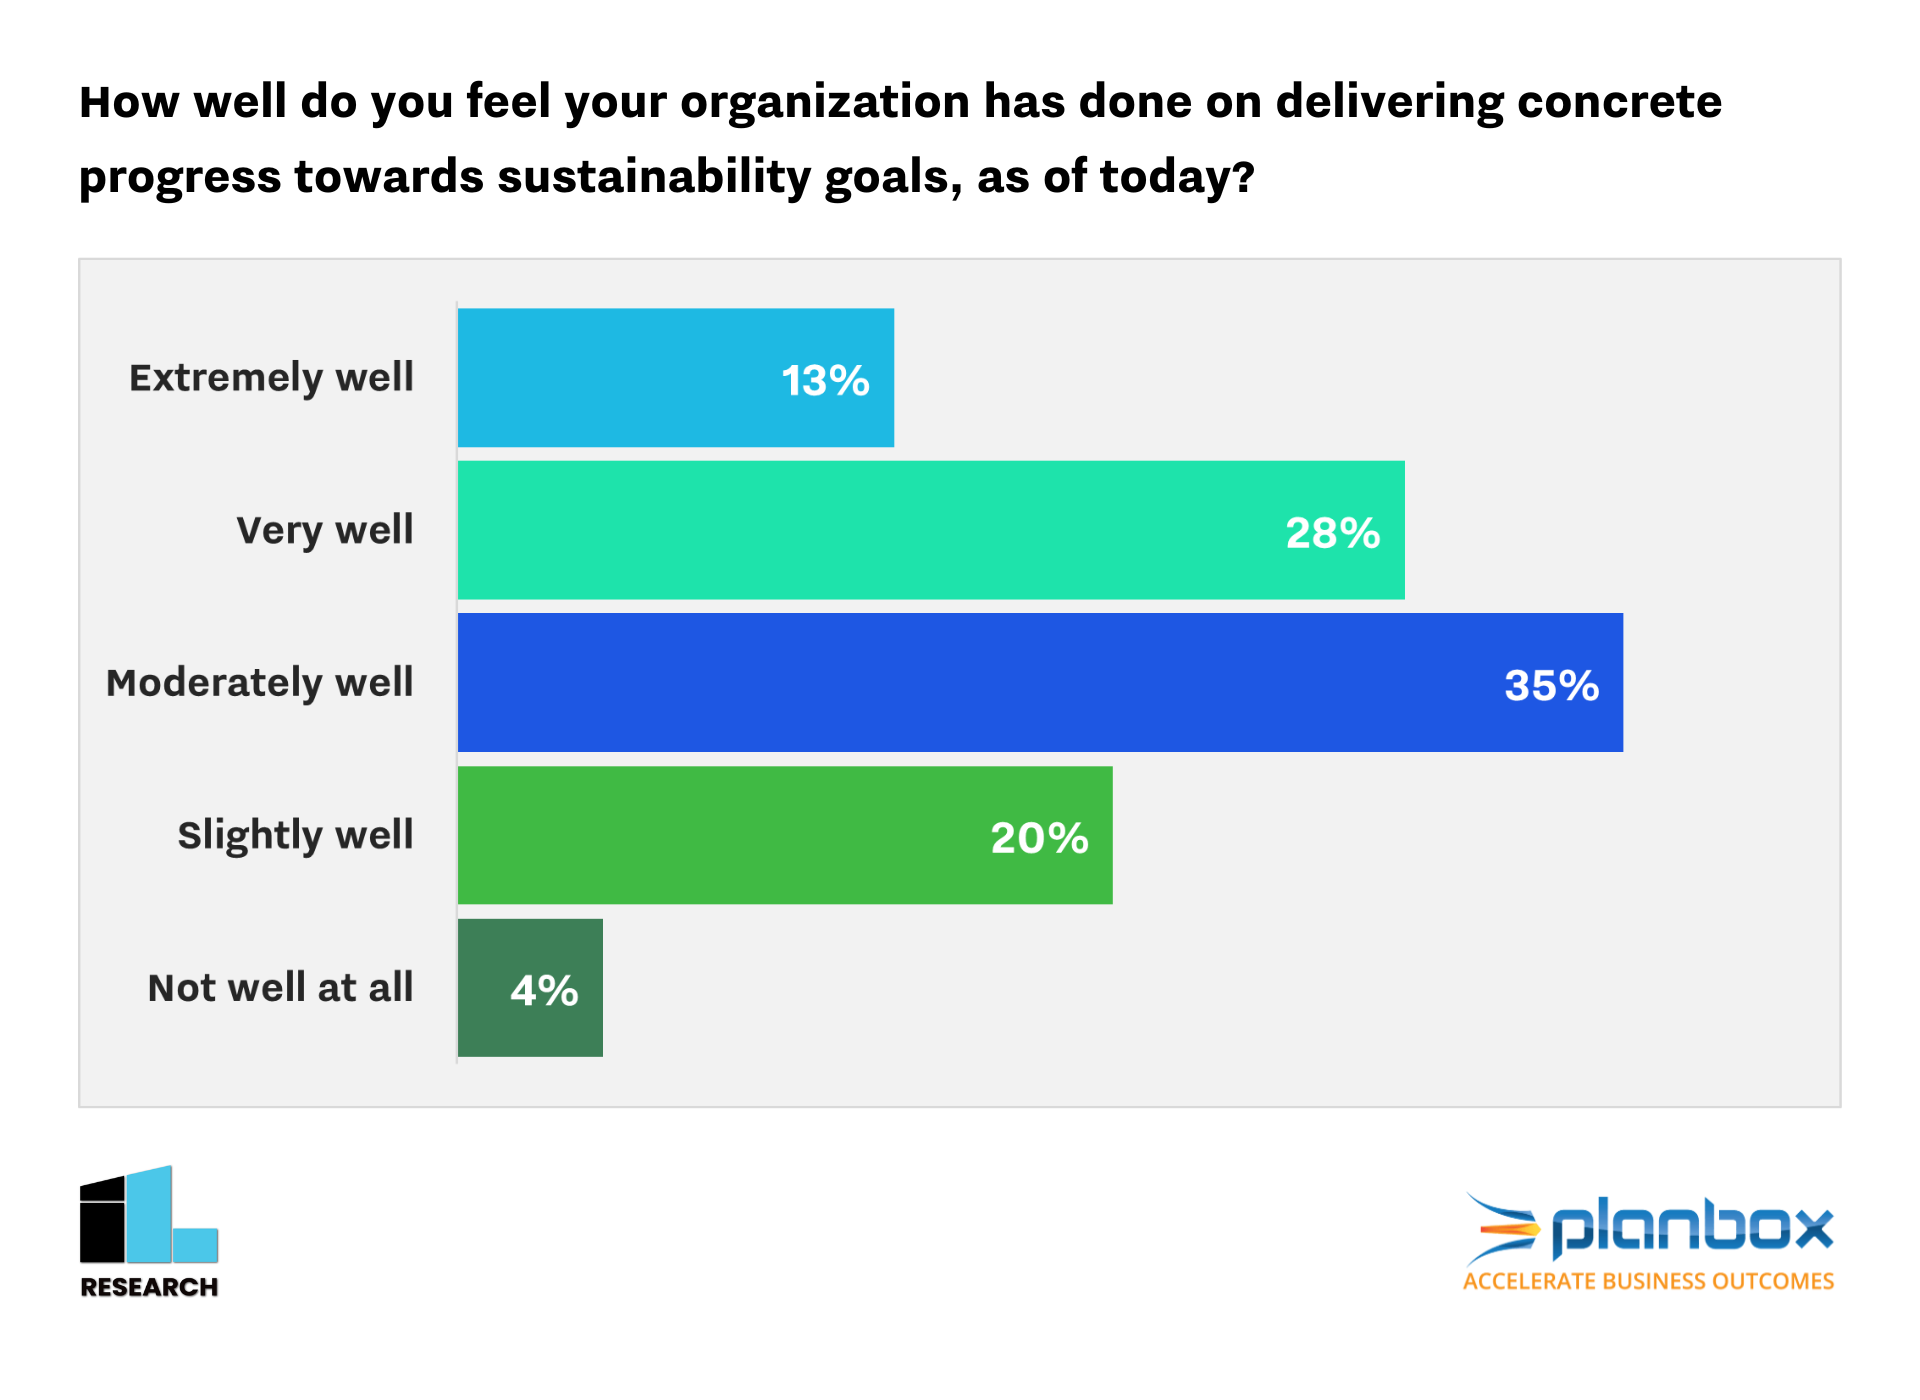 How well do you feel your organization has done on delivering concrete
progress towards sustainability goals, as of today?
Extremely well 13%
Very well 28%
Moderately well 35%
Slightly well 20%
Not well at all 4%
RESEARCH
planbox
ACCELERATE BUSINESS OUTCOMES